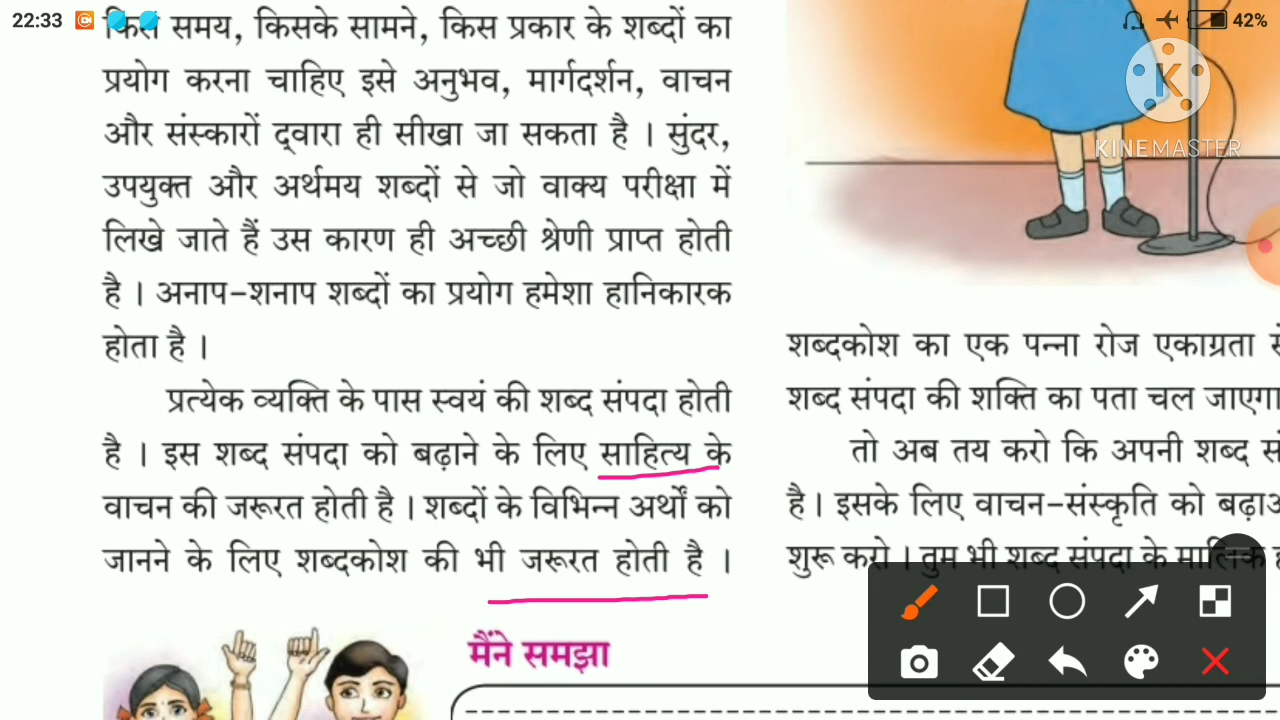 22:33
42%
KINEMASTER
किस समय, किसके सामने, किस प्रकार के शब्दों का
प्रयोग करना चाहिए इसे अनुभव, मार्गदर्शन, वाचन
और संस्कारों द्‌वारा ही सीखा जा सकता है । सुंदर,
उपयुक्त और अर्थमय शब्दों से जो वाक्य परीक्षा में
लिखे जाते हैं उस कारण ही अच्छी श्रेणी प्राप्त होती
है । अनाप-शनाप शब्दों का प्रयोग हमेशा हानिकारक
होता है ।
प्रत्येक व्यक्ति के पास स्वयं की शब्द संपदा होती
है । इस शब्द संपदा को बढ़ाने के लिए साहित्य के
वाचन की जरूरत होती है । शब्दों के विभिन्न अर्थों को
जानने के लिए शब्दकोश की भी जरूरत होती है ।
शब्दकोश का एक पन्ना रोज एकाग्रता
शब्द संपदा की शक्ति का पता चल जाएगा
तो अब तय करो कि अपनी शब्द
है । इसके लिए वाचन-संस्कृति को
शुरू करो । तुम भी शब्द संपदा के मालिक
मैंने समझा